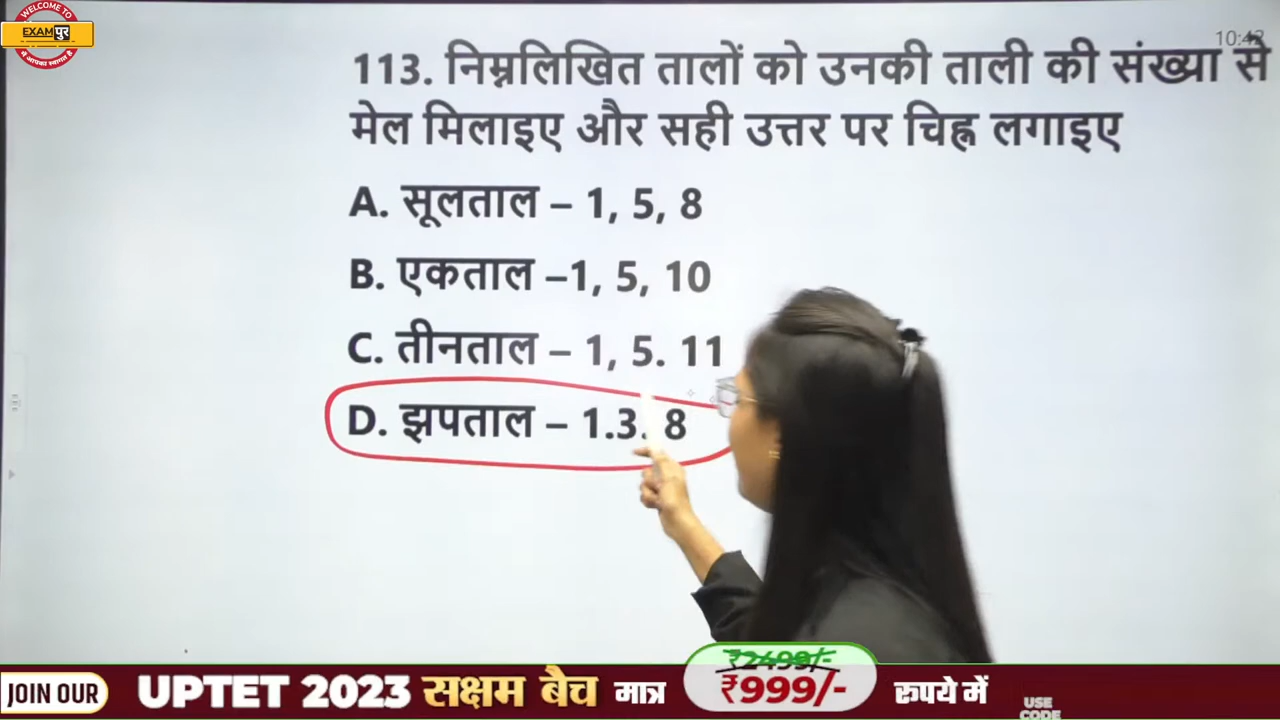 WELCOME TO
EXAMपुर
में आपका स्वागत है
10:42
113. निम्नलिखित तालों को उनकी ताली की संख्या से
मेल मिलाइए और सही उत्तर पर चिह्न लगाइए
A. सूलताल – 1, 5, 8
B. एकताल –1, 5, 10
C. तीनताल – 1, 5. 11
D. झपताल – 1.3. 8
JOIN OUR
UPTET 2023 सक्षम बैच मात्र
₹2499/-
₹999/-
रूपये में
USE
CODE